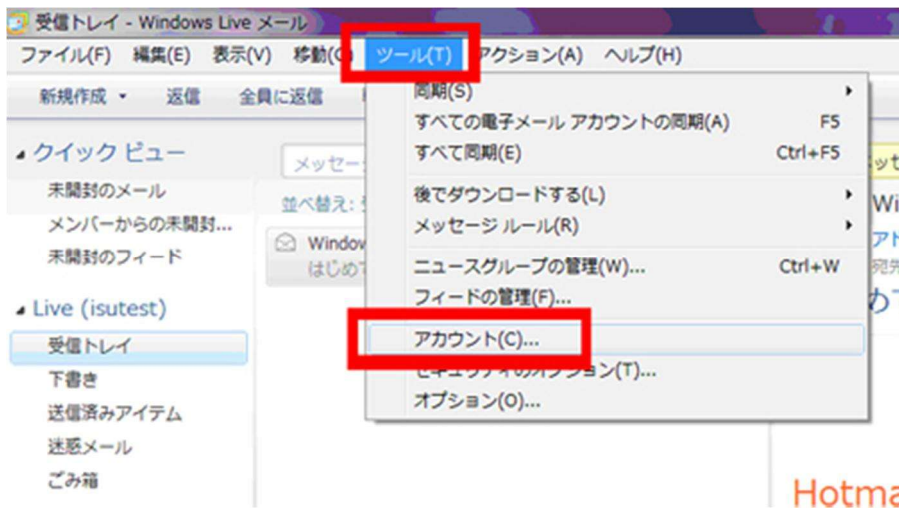 受信トレイ - Windows Live メール
ファイル(F) 編集(E) 表示(V) 移動( ツール(T) アクション(A) ヘルプ(H)
新規作成 返信 全員に返信
同期(S)
すべての電子メール アカウントの同期(A) F5
すべて同期(E) Ctrl+F5
後でダウンロードする(L)
メッセージ ルール(R)
ニュースグループの管理(W)... Ctrl+W
フィードの管理(F)...
アカウント(C)...
セキュリティのオプション(T)...
オプション(O)...
クイック ビュー
未開封のメール
メンバーからの未開封...
未開封のフィード
Live (isutest)
受信トレイ
下書き
送信済みアイテム
迷惑メール
ごみ箱
メッセー
並べ替え:
Window
はじめ
Wi
アド
宛先
Hotma